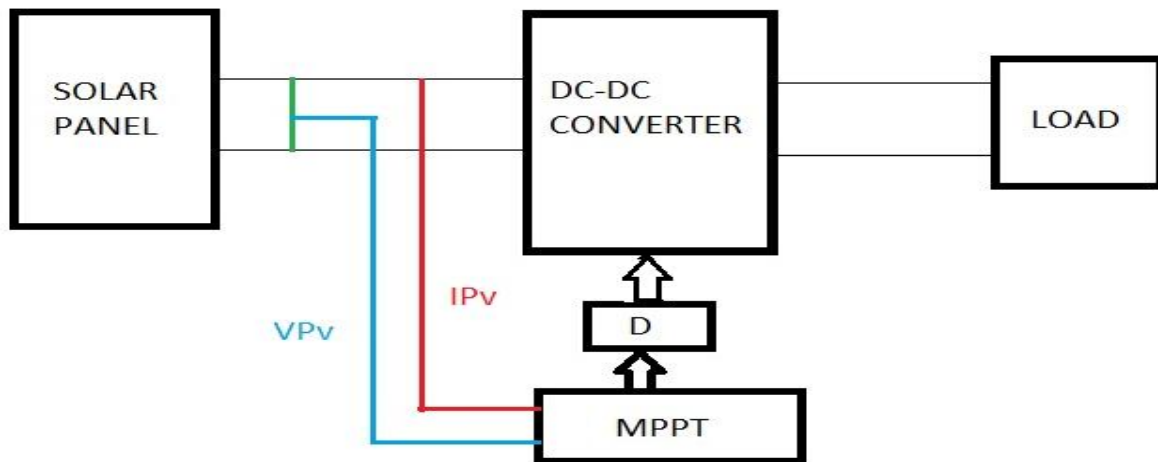 SOLAR
PANEL
DC-DC
CONVERTER
LOAD
IPv
VPv
D
MPPT